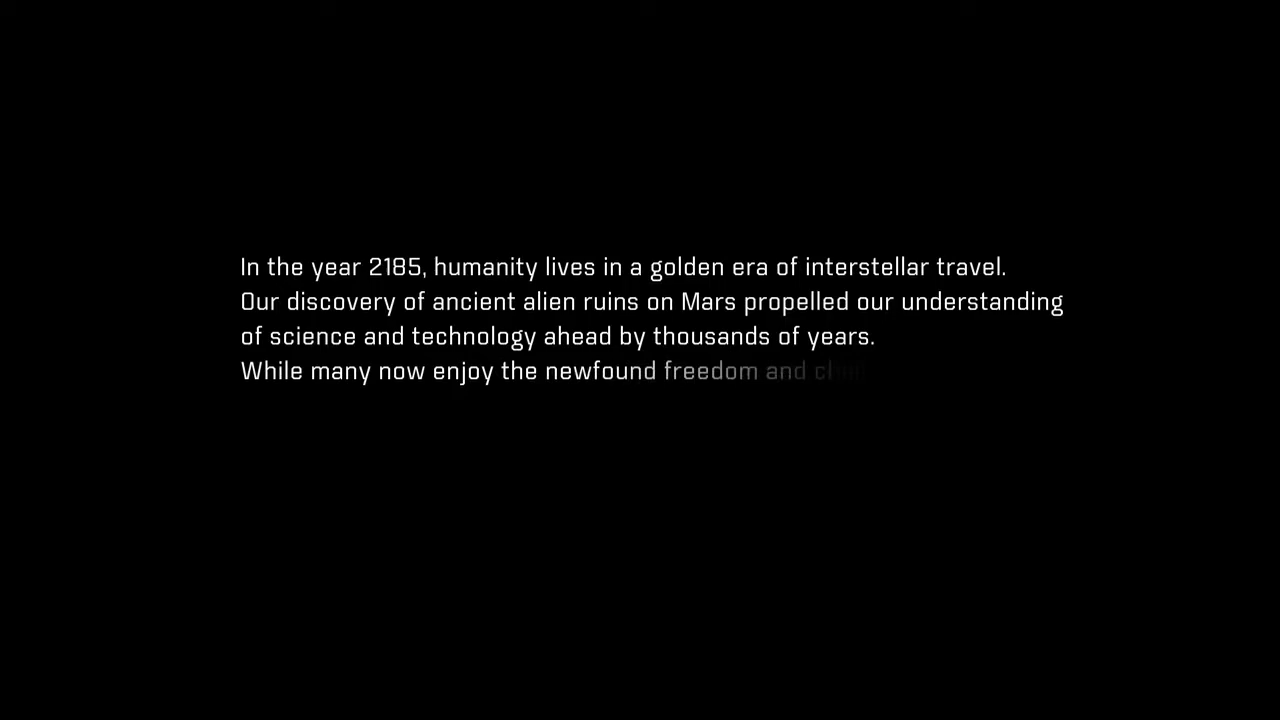 In the year 2185, humanity lives in a golden era of interstellar travel.
Our discovery of ancient alien ruins on Mars propelled our understanding
of science and technology ahead by thousands of years.
While many now enjoy the newfound freedom and